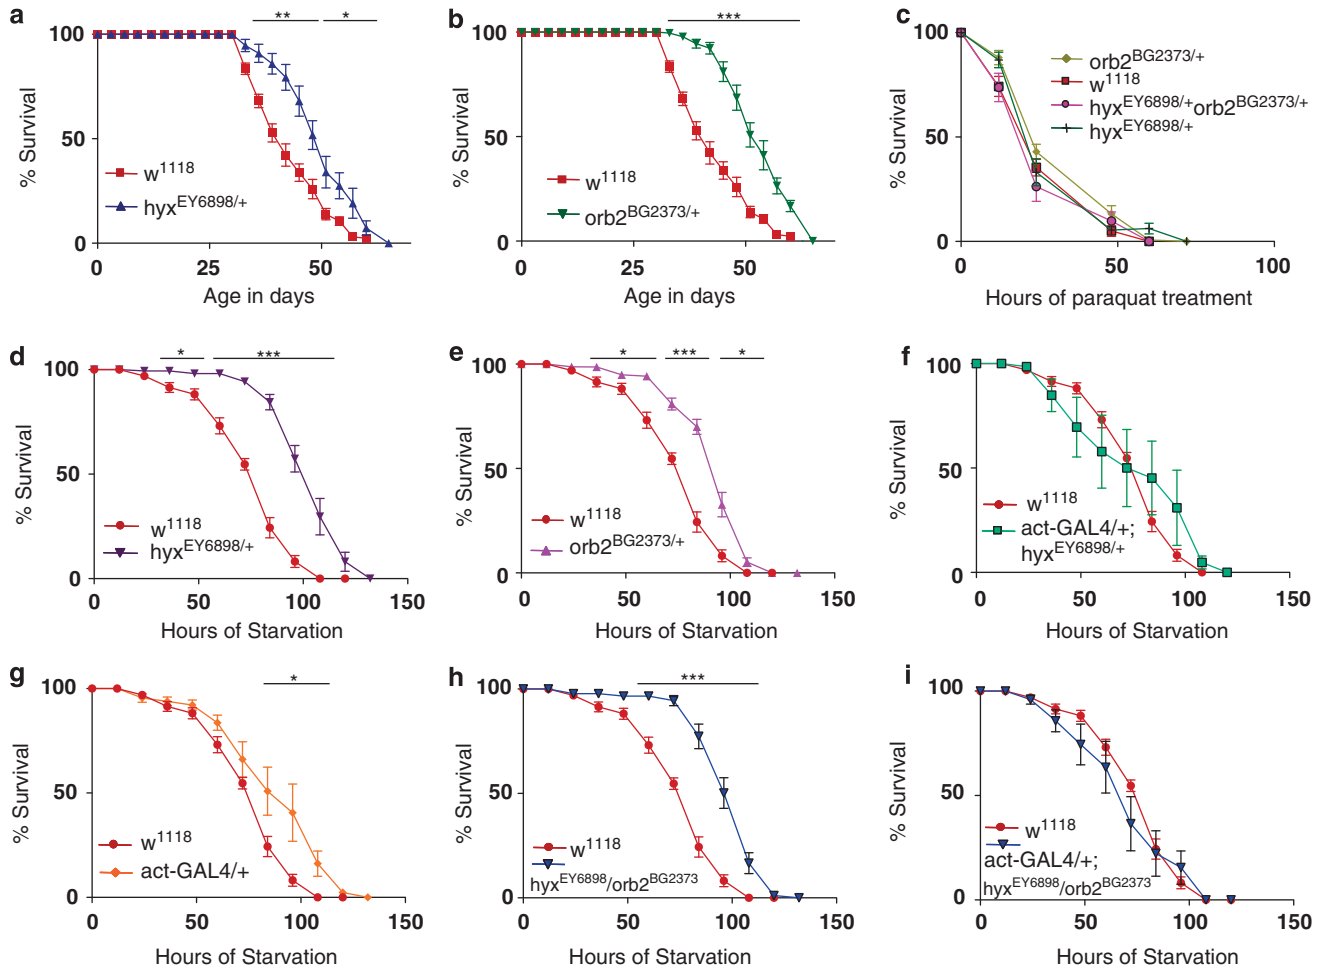 a
**
*
100
50
0
% Survival
w1118
hyxEY6898/+
0
25
50
Age in days
b
***
100
50
0
% Survival
w1118
orb2BG2373/+
0
25
50
Age in days
c
100
50
0
% Survival
orb2BG2373/+
w1118
hyxEY6898/+orb2BG2373/+
hyxEY6898/+
0
50
100
Hours of paraquat treatment
d
*
***
100
50
0
% Survival
w1118
hyxEY6898/+
0
50
100
150
Hours of Starvation
e
*
***
*
100
50
0
% Survival
w1118
orb2BG2373/+
0
50
100
150
Hours of Starvation
f
100
50
0
% Survival
w1118
act-GAL4/+;
hyxEY6898/+
0
50
100
150
Hours of Starvation
g
*
100
50
0
% Survival
w1118
act-GAL4/+
0
50
100
150
Hours of Starvation
h
***
100
50
0
% Survival
w1118
hyxEY6898/orb2BG2373
0
50
100
150
Hours of Starvation
i
100
50
0
% Survival
w1118
act-GAL4/+;
hyxEY6898/orb2BG2373
0
50
100
150
Hours of Starvation